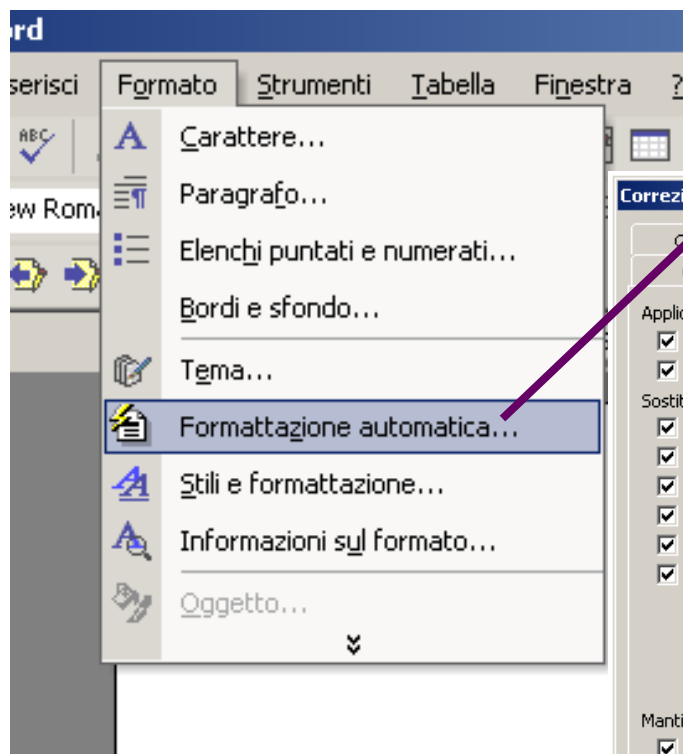 ord
serisci Formato Strumenti Tabella Finestra ?
ABC
ew Rom
Carattere...
Paragrafo...
Elenchi puntati e numerati...
Bordi e sfondo...
Tema...
Formattazione automatica...
Stili e formattazione...
Informazioni sul formato...
Oggetto...
Correzi
Applic
Sostit
Manti